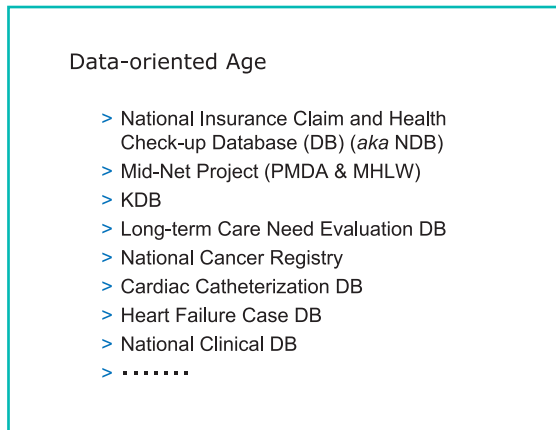 Data-oriented Age
> National Insurance Claim and Health
Check-up Database (DB) (aka NDB)
> Mid-Net Project (PMDA & MHLW)
> KDB
> Long-term Care Need Evaluation DB
> National Cancer Registry
> Cardiac Catheterization DB
> Heart Failure Case DB
> National Clinical DB
> ･･･････